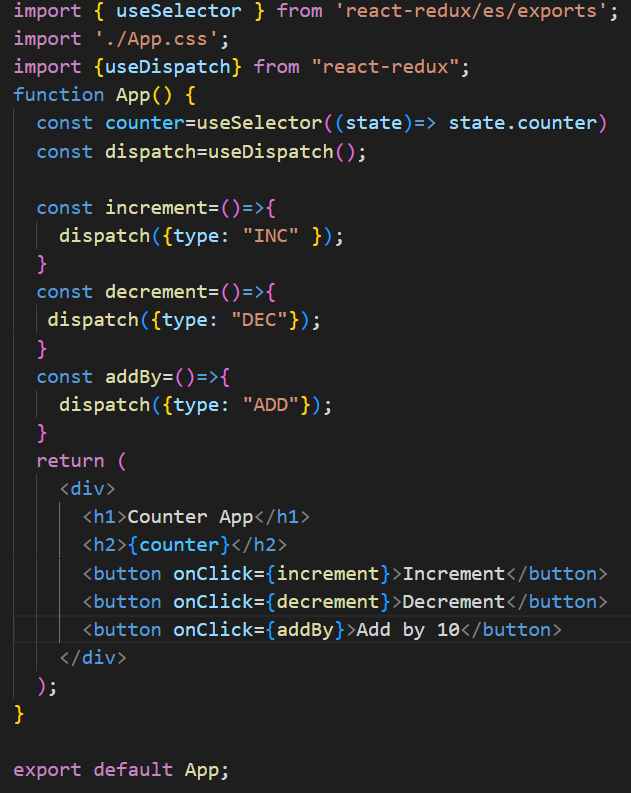 import { useSelector } from 'react-redux/es/exports';
import './App.css';
import {useDispatch} from "react-redux";
function App() {
  const counter=useSelector((state)=> state.counter)
  const dispatch=useDispatch();

  const increment=()=>{
    dispatch({type: "INC" });
  }
  const decrement=()=>{
   dispatch({type: "DEC"});
  }
  const addBy=()=>{
    dispatch({type: "ADD"});
  }
  return (
    <div>
      <h1>Counter App</h1>
      <h2>{counter}</h2>
      <button onClick={increment}>Increment</button>
      <button onClick={decrement}>Decrement</button>
      <button onClick={addBy}>Add by 10</button>
    </div>
  );
}

export default App;